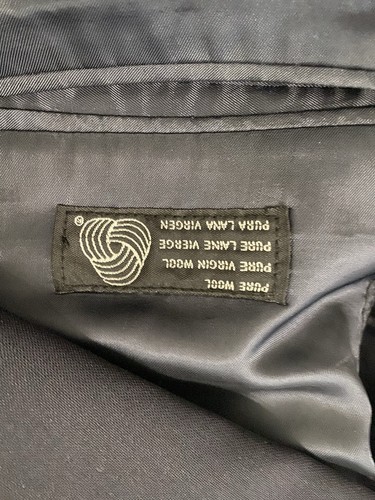 PURE WOOL
PURE VIRGIN WOOL
PURE LAINE VIERGE
PURA LANA VIRGEN
®